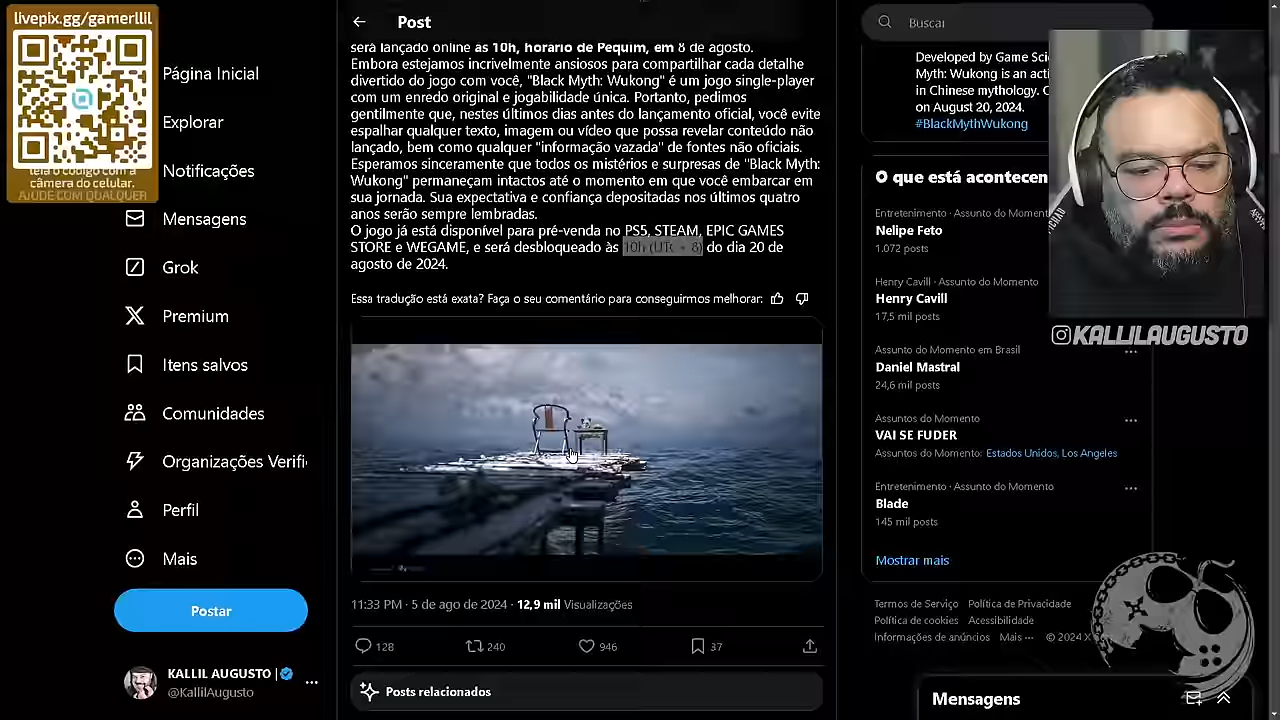 livepix.gg/gamerllll
leia o código com a
câmera do celular.
AJUDE COM QUALQUER
Página Inicial
Explorar
Notificações
Mensagens
Grok
Premium
Itens salvos
Comunidades
Organizações Verifi
Perfil
Mais
Postar
KALLIL AUGUSTO |
@KallilAugusto
Post
será lançado online às 10h, horário de Pequim, em 8 de agosto.
Embora estejamos incrivelmente ansiosos para compartilhar cada detalhe
divertido do jogo com você, "Black Myth: Wukong" é um jogo single-player
com um enredo original e jogabilidade única. Portanto, pedimos
gentilmente que, nestes últimos dias antes do lançamento oficial, você evite
espalhar qualquer texto, imagem ou vídeo que possa revelar conteúdo não
lançado, bem como qualquer "informação vazada" de fontes não oficiais.
Esperamos sinceramente que todos os mistérios e surpresas de "Black Myth:
Wukong" permaneçam intactos até o momento em que você embarcar em
sua jornada. Sua expectativa e confiança depositadas nos últimos quatro
anos serão sempre lembradas.
O jogo já está disponível para pré-venda no PS5, STEAM, EPIC GAMES
STORE e WEGAME, e será desbloqueado às 10h (UTC + 8) do dia 20 de
agosto de 2024.
Essa tradução está exata? Faça o seu comentário para conseguirmos melhorar:
11:33 PM · 5 de ago de 2024 · 12,9 mil Visualizações
128 240 946 37
Posts relacionados
Buscar
Developed by Game Sci
Myth: Wukong is an acti
in Chinese mythology.
on August 20, 2024.
#BlackMythWukong
O que está acontecen
Entretenimento · Assunto do Moment
Nelipe Feto
1.072 posts
Henry Cavill · Assunto do Momento
Henry Cavill
17,5 mil posts
Assunto do Momento em Brasil
Daniel Mastral
24,6 mil posts
Assuntos do Momento
VAI SE FUDER
Assuntos do Momento: Estados Unidos, Los Angeles
Entretenimento · Assunto do Momento
Blade
145 mil posts
Mostrar mais
Termos de Serviço Política de Privacidade
Política de cookies Acessibilidade
Informações de anúncios Mais ··· © 2024 X
Mensagens
KALLILAUGUSTO